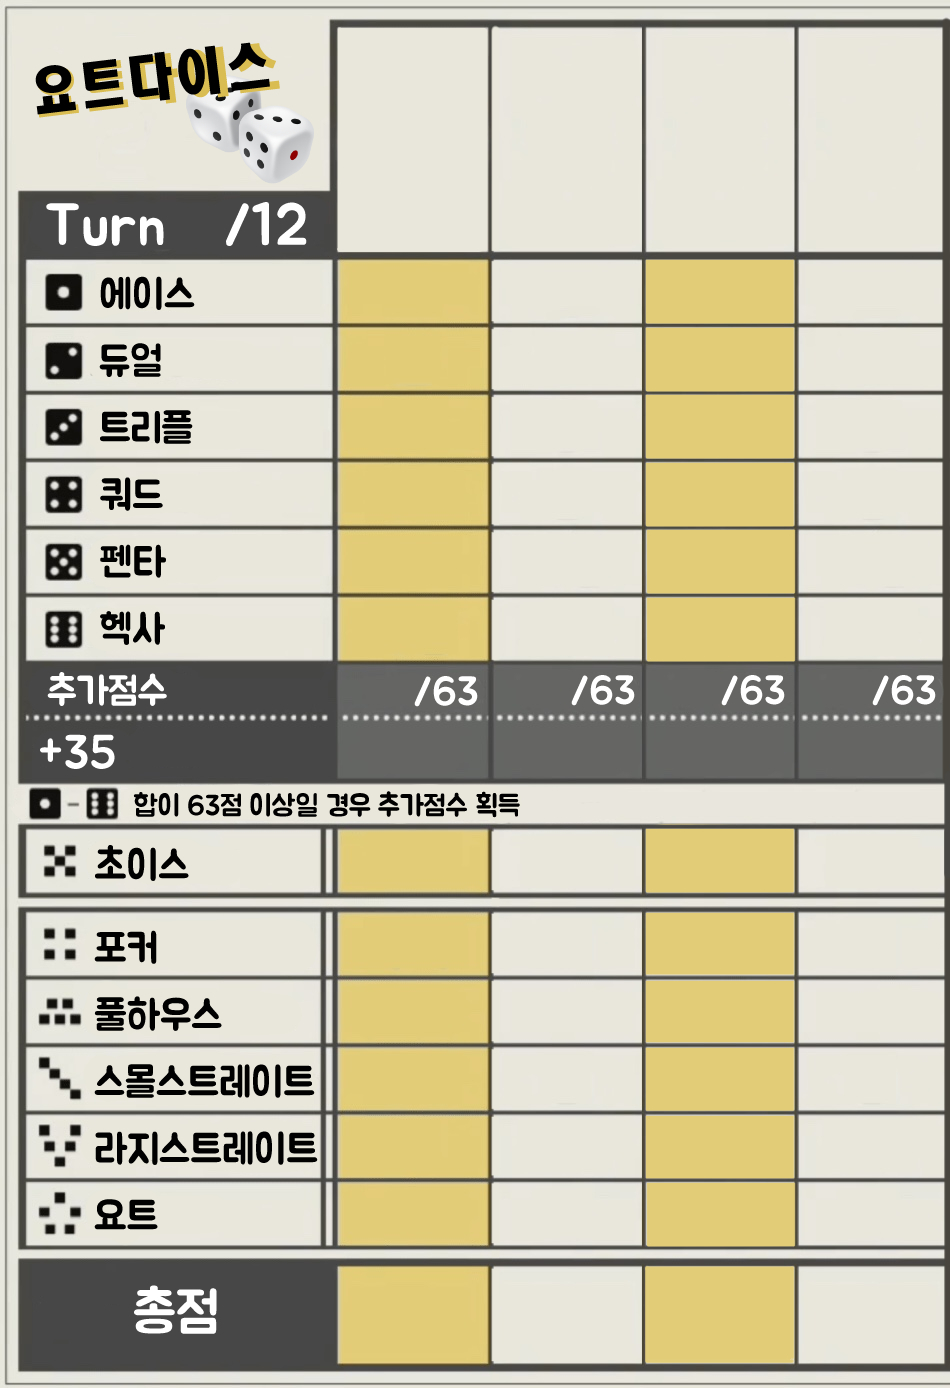 요트다이스
Turn /12
에이스
듀얼
트리플
쿼드
펜타
헥사
추가점수 /63 /63 /63 /63
+35
- 합이 63점 이상일 경우 추가점수 획득
초이스
포커
풀하우스
스몰스트레이트
라지스트레이트
요트
총점